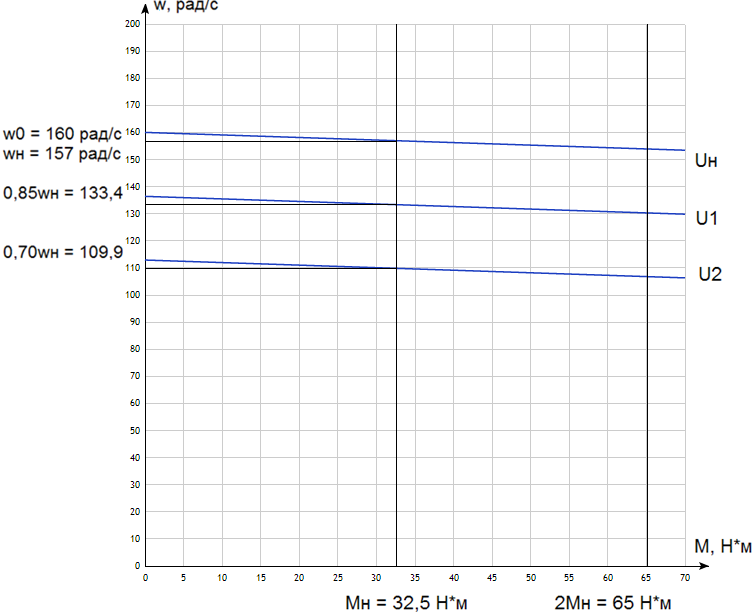 w, рад/с
200
190
180
170
160
150
140
130
120
110
100
90
80
70
60
50
40
30
20
10
0
w0 = 160 рад/с
wн = 157 рад/с
0,85wн = 133,4
0,70wн = 109,9
Uн
U1
U2
М, Н*м
0 5 10 15 20 25 30 35 40 45 50 55 60 65 70
Мн = 32,5 Н*м
2Мн = 65 Н*м